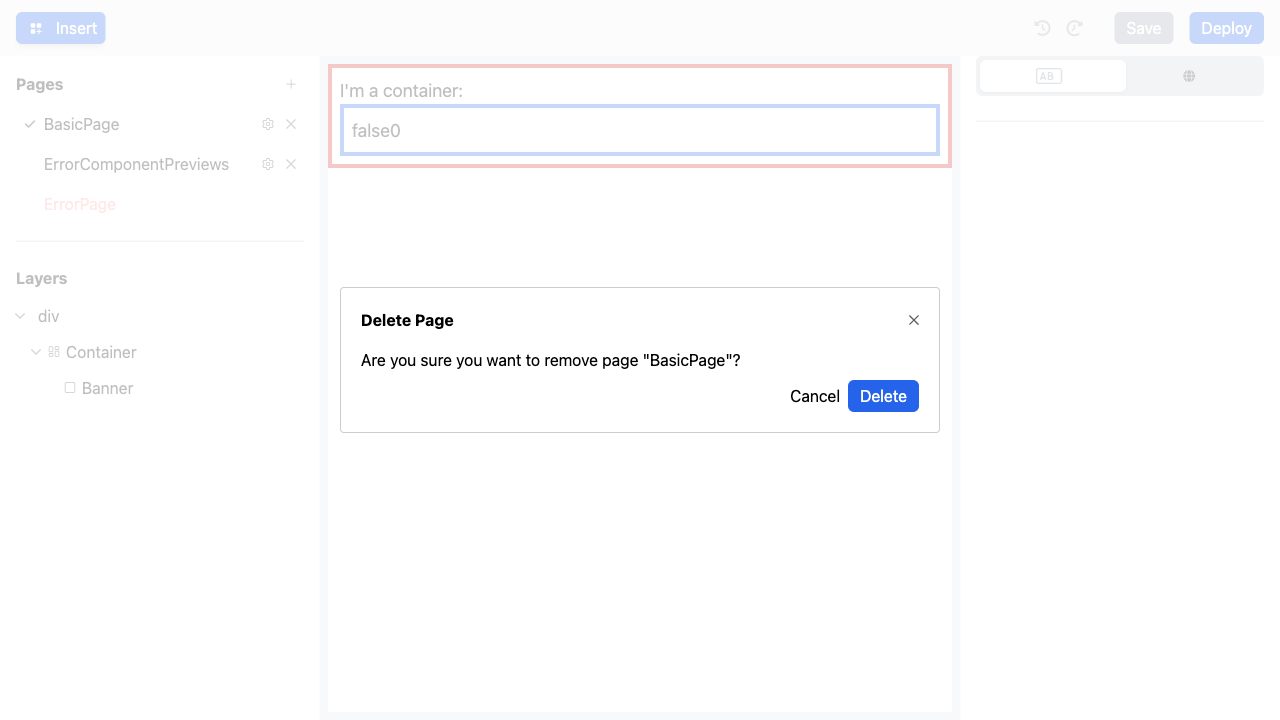 Insert
Save
Deploy
Pages
BasicPage
ErrorComponentPreviews
ErrorPage
Layers
div
Container
Banner
I'm a container:
false0
Delete Page
Are you sure you want to remove page "BasicPage"?
Cancel
Delete
AB